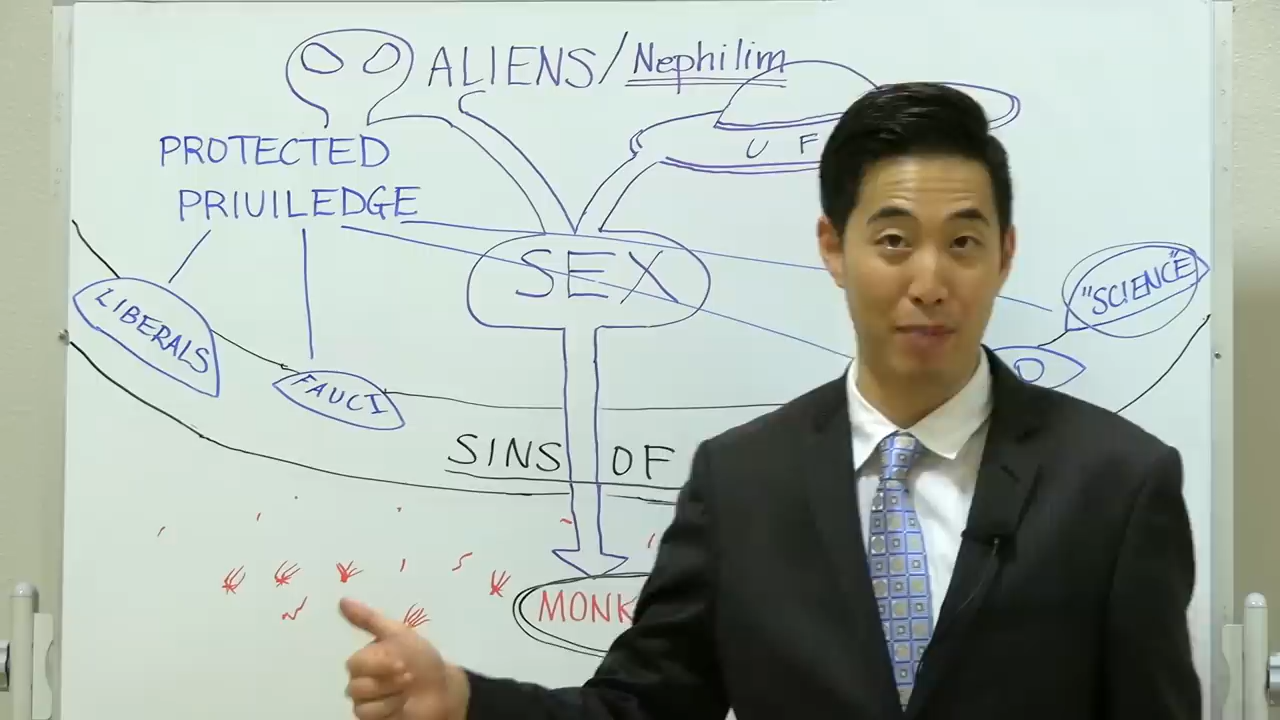 ALIENS/Nephilim
U F
PROTECTED
PRIUILEDGE
SEX
"SCIENCE"
LIBERALS
FAUCI
SINS OF